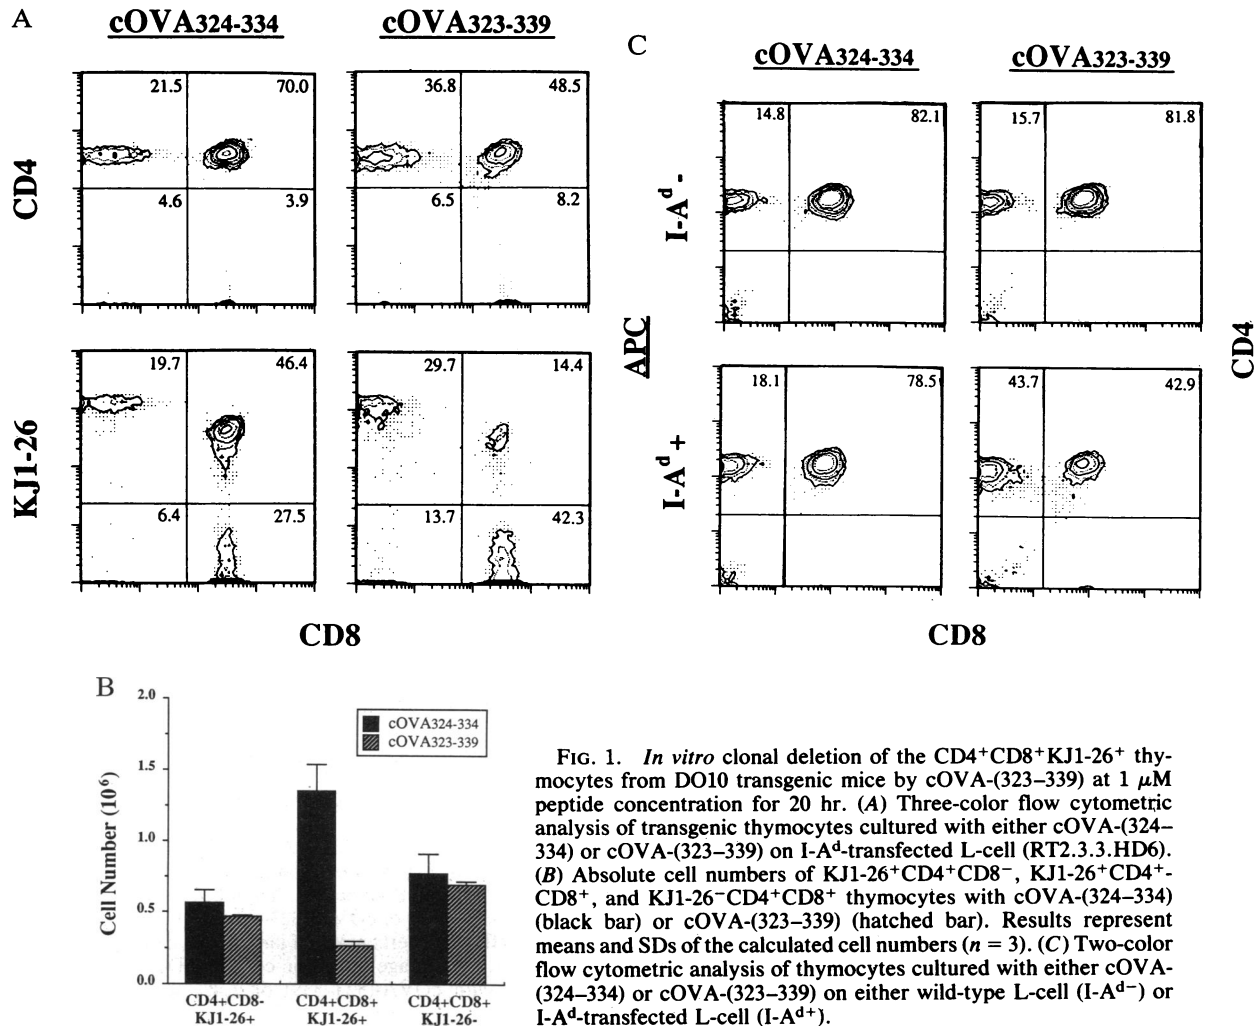 A
cOVA324-334
cOVA323-339
CD4
21.5
70.0
4.6
3.9
36.8
48.5
6.5
8.2
KJ1-26
19.7
46.4
6.4
27.5
29.7
14.4
13.7
42.3
CD8
C
cOVA324-334
cOVA323-339
APC
I-Ad -
14.8
82.1
15.7
81.8
I-Ad +
18.1
78.5
43.7
42.9
CD4
CD8
B
Cell Number (10⁶)
2.0
1.5
1.0
0.5
0.0
cOVA324-334
cOVA323-339
CD4+CD8-
KJ1-26+
CD4+CD8+
KJ1-26+
CD4+CD8+
KJ1-26-
FIG. 1. In vitro clonal deletion of the CD4⁺CD8⁺KJ1-26⁺ thy-
mocytes from DO10 transgenic mice by cOVA-(323–339) at 1 μM
peptide concentration for 20 hr. (A) Three-color flow cytometric
analysis of transgenic thymocytes cultured with either cOVA-(324–
334) or cOVA-(323–339) on I-Aᵈ-transfected L-cell (RT2.3.3.HD6).
(B) Absolute cell numbers of KJ1-26⁺CD4⁺CD8⁻, KJ1-26⁺CD4⁺-
CD8⁺, and KJ1-26⁻CD4⁺CD8⁺ thymocytes with cOVA-(324–334)
(black bar) or cOVA-(323–339) (hatched bar). Results represent
means and SDs of the calculated cell numbers (n = 3). (C) Two-color
flow cytometric analysis of thymocytes cultured with either cOVA-
(324–334) or cOVA-(323–339) on either wild-type L-cell (I-Aᵈ⁻) or
I-Aᵈ-transfected L-cell (I-Aᵈ⁺).